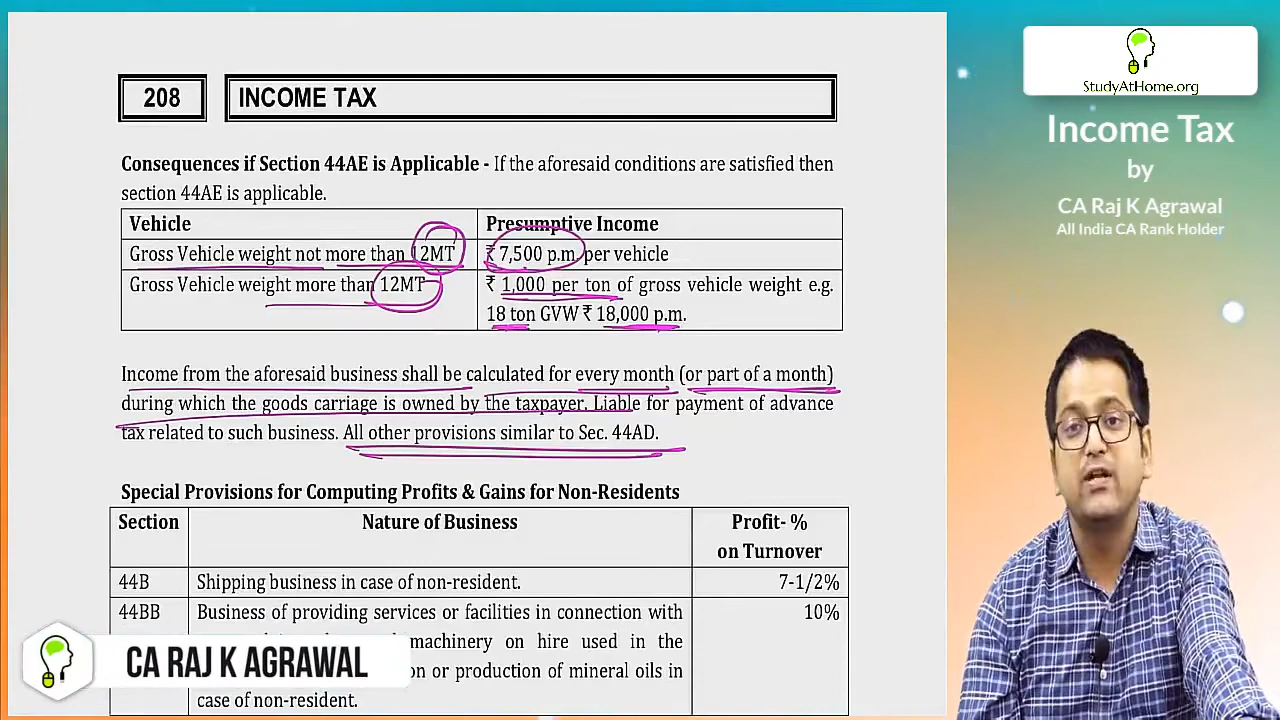 208
INCOME TAX
Consequences if Section 44AE is Applicable - If the aforesaid conditions are satisfied then
section 44AE is applicable.
Vehicle
Presumptive Income
Gross Vehicle weight not more than 12MT
₹ 7,500 p.m. per vehicle
Gross Vehicle weight more than 12MT
₹ 1,000 per ton of gross vehicle weight e.g.
18 ton GVW ₹ 18,000 p.m.
Income from the aforesaid business shall be calculated for every month (or part of a month)
during which the goods carriage is owned by the taxpayer. Liable for payment of advance
tax related to such business. All other provisions similar to Sec. 44AD.
Special Provisions for Computing Profits & Gains for Non-Residents
Section
Nature of Business
Profit- %
on Turnover
44B
Shipping business in case of non-resident.
7-1/2%
44BB
Business of providing services or facilities in connection with
10%
machinery on hire used in the
or production of mineral oils in
case of non-resident.
CA RAJ K AGRAWAL
StudyAtHome.org
Income Tax
by
CA Raj K Agrawal
All India CA Rank Holder